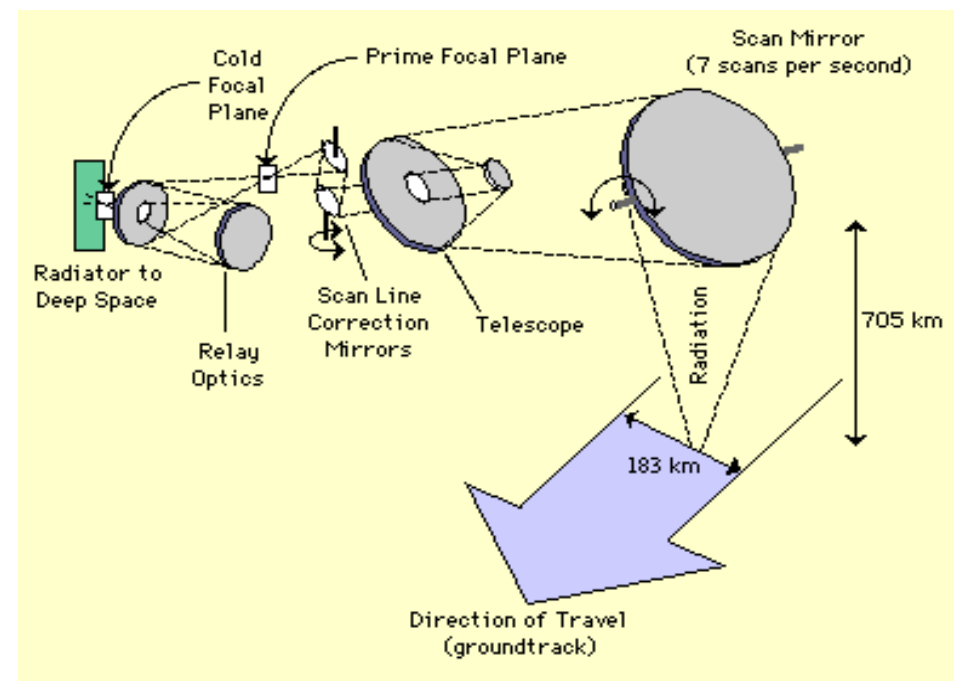 Scan Mirror
(7 scans per second)
Prime Focal Plane
Cold
Focal
Plane
Radiator to
Deep Space
Relay
Optics
Scan Line
Correction
Mirrors
Telescope
Radiation
705 km
183 km
Direction of Travel
(groundtrack)